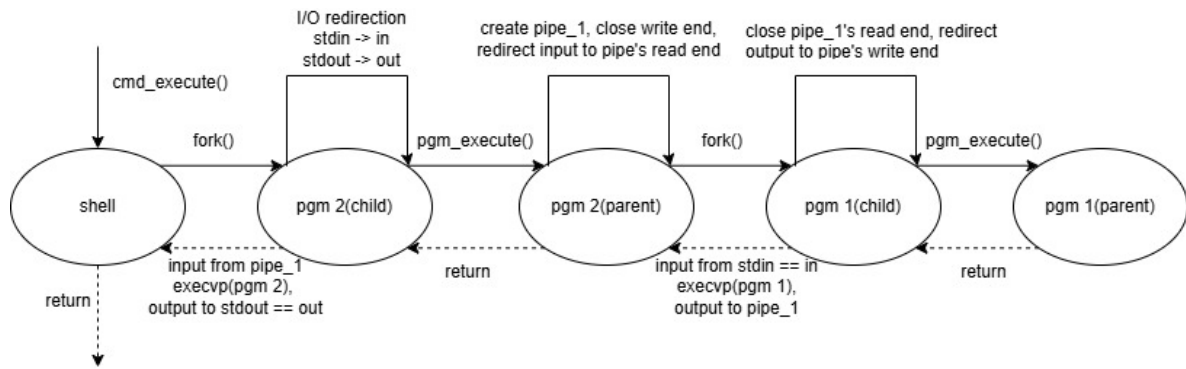 I/O redirection
stdin -> in
stdout -> out
create pipe_1, close write end,
redirect input to pipe's read end
close pipe_1's read end, redirect
output to pipe's write end
cmd_execute()
fork()
pgm_execute()
fork()
pgm_execute()
shell
pgm 2(child)
pgm 2(parent)
pgm 1(child)
pgm 1(parent)
return
input from pipe_1
execvp(pgm 2),
output to stdout == out
return
input from stdin == in
execvp(pgm 1),
output to pipe_1
return